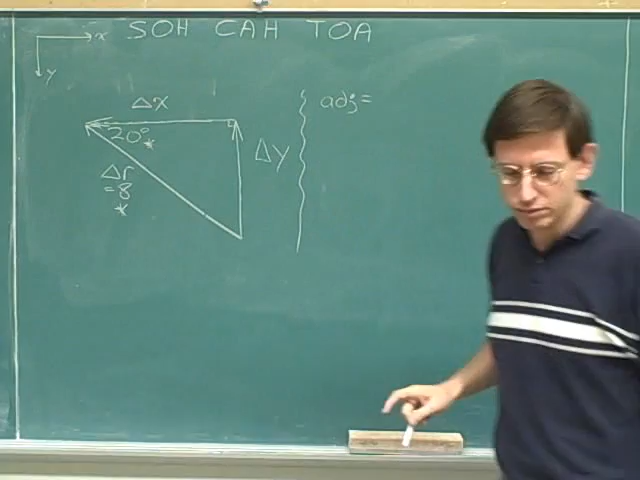 SOH CAH TOA
x
y
Δx
20° *
Δr
=8
*
Δy
adj=